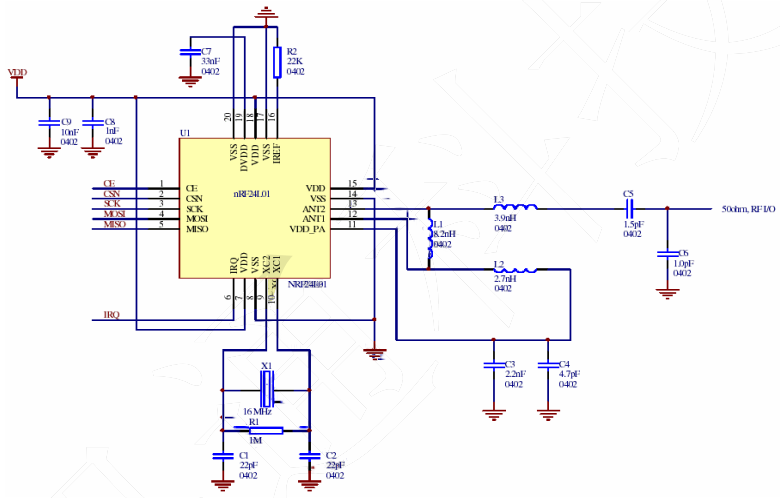 C7
33nF
0402
R2
22K
0402
VDD
C9
10nF
0402
C8
1nF
0402
U1
20
19
18
17
16
VSS
DVDD
VDD
VSS
IREF
nRF24L01
CE
CSN
SCK
MOSI
MISO
1
2
3
4
5
CE
CSN
SCK
MOSI
MISO
VDD
VSS
ANT2
ANT1
VDD_PA
15
14
13
12
11
IRQ
VDD
VSS
XC2
XC1
NRF24L01
6
7
8
9
10
IRQ
L1
8.2nH
0402
L3
3.9nH
0402
L2
2.7nH
0402
C5
1.5pF
0402
50ohm, RF I/O
C6
1.0pF
0402
C3
2.2nF
0402
C4
4.7pF
0402
X1
16 MHz
R1
1M
C1
22pF
0402
C2
22pF
0402